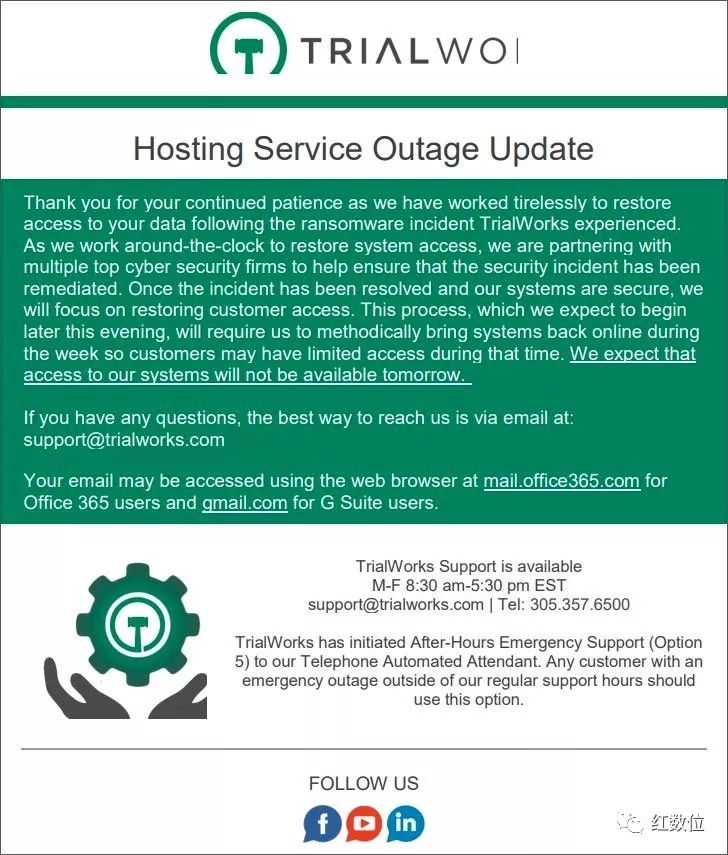 TRIALWOI
Hosting Service Outage Update
Thank you for your continued patience as we have worked tirelessly to restore
access to your data following the ransomware incident TrialWorks experienced.
As we work around-the-clock to restore system access, we are partnering with
multiple top cyber security firms to help ensure that the security incident has been
remediated. Once the incident has been resolved and our systems are secure, we
will focus on restoring customer access. This process, which we expect to begin
later this evening, will require us to methodically bring systems back online during
the week so customers may have limited access during that time. We expect that
access to our systems will not be available tomorrow.
If you have any questions, the best way to reach us is via email at:
support@trialworks.com
Your email may be accessed using the web browser at mail.office365.com for
Office 365 users and gmail.com for G Suite users.
TrialWorks Support is available
M-F 8:30 am-5:30 pm EST
support@trialworks.com | Tel: 305.357.6500
TrialWorks has initiated After-Hours Emergency Support (Option
5) to our Telephone Automated Attendant. Any customer with an
emergency outage outside of our regular support hours should
use this option.
FOLLOW US
f in
红数位